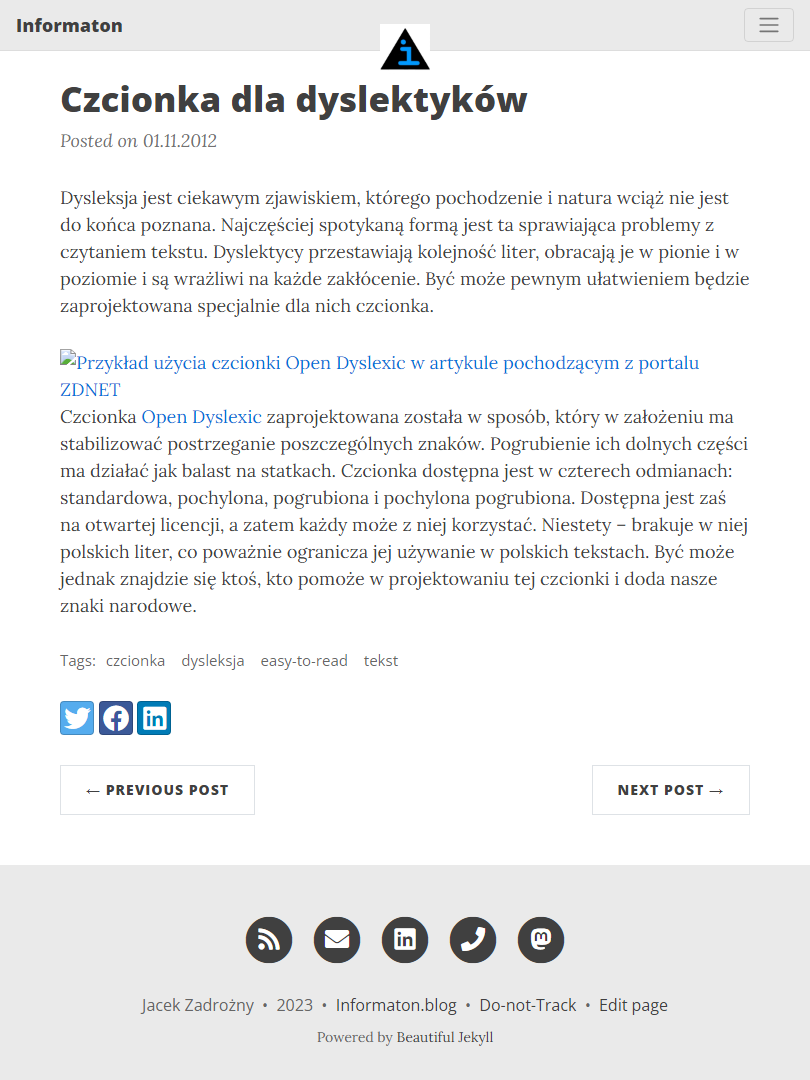 Informaton
i
Czcionka dla dyslektyków
Posted on 01.11.2012
Dysleksja jest ciekawym zjawiskiem, którego pochodzenie i natura wciąż nie jest
do końca poznana. Najczęściej spotykaną formą jest ta sprawiająca problemy z
czytaniem tekstu. Dyslektycy przestawiają kolejność liter, obracają je w pionie i w
poziomie i są wrażliwi na każde zakłócenie. Być może pewnym ułatwieniem będzie
zaprojektowana specjalnie dla nich czcionka.
Przykład użycia czcionki Open Dyslexic w artykule pochodzącym z portalu
ZDNET
Czcionka Open Dyslexic zaprojektowana została w sposób, który w założeniu ma
stabilizować postrzeganie poszczególnych znaków. Pogrubienie ich dolnych części
ma działać jak balast na statkach. Czcionka dostępna jest w czterech odmianach:
standardowa, pochylona, pogrubiona i pochylona pogrubiona. Dostępna jest zaś
na otwartej licencji, a zatem każdy może z niej korzystać. Niestety – brakuje w niej
polskich liter, co poważnie ogranicza jej używanie w polskich tekstach. Być może
jednak znajdzie się ktoś, kto pomoże w projektowaniu tej czcionki i doda nasze
znaki narodowe.
Tags: czcionka dysleksja easy-to-read tekst
← PREVIOUS POST NEXT POST →
Jacek Zadrożny • 2023 • Informaton.blog • Do-not-Track • Edit page
Powered by Beautiful Jekyll